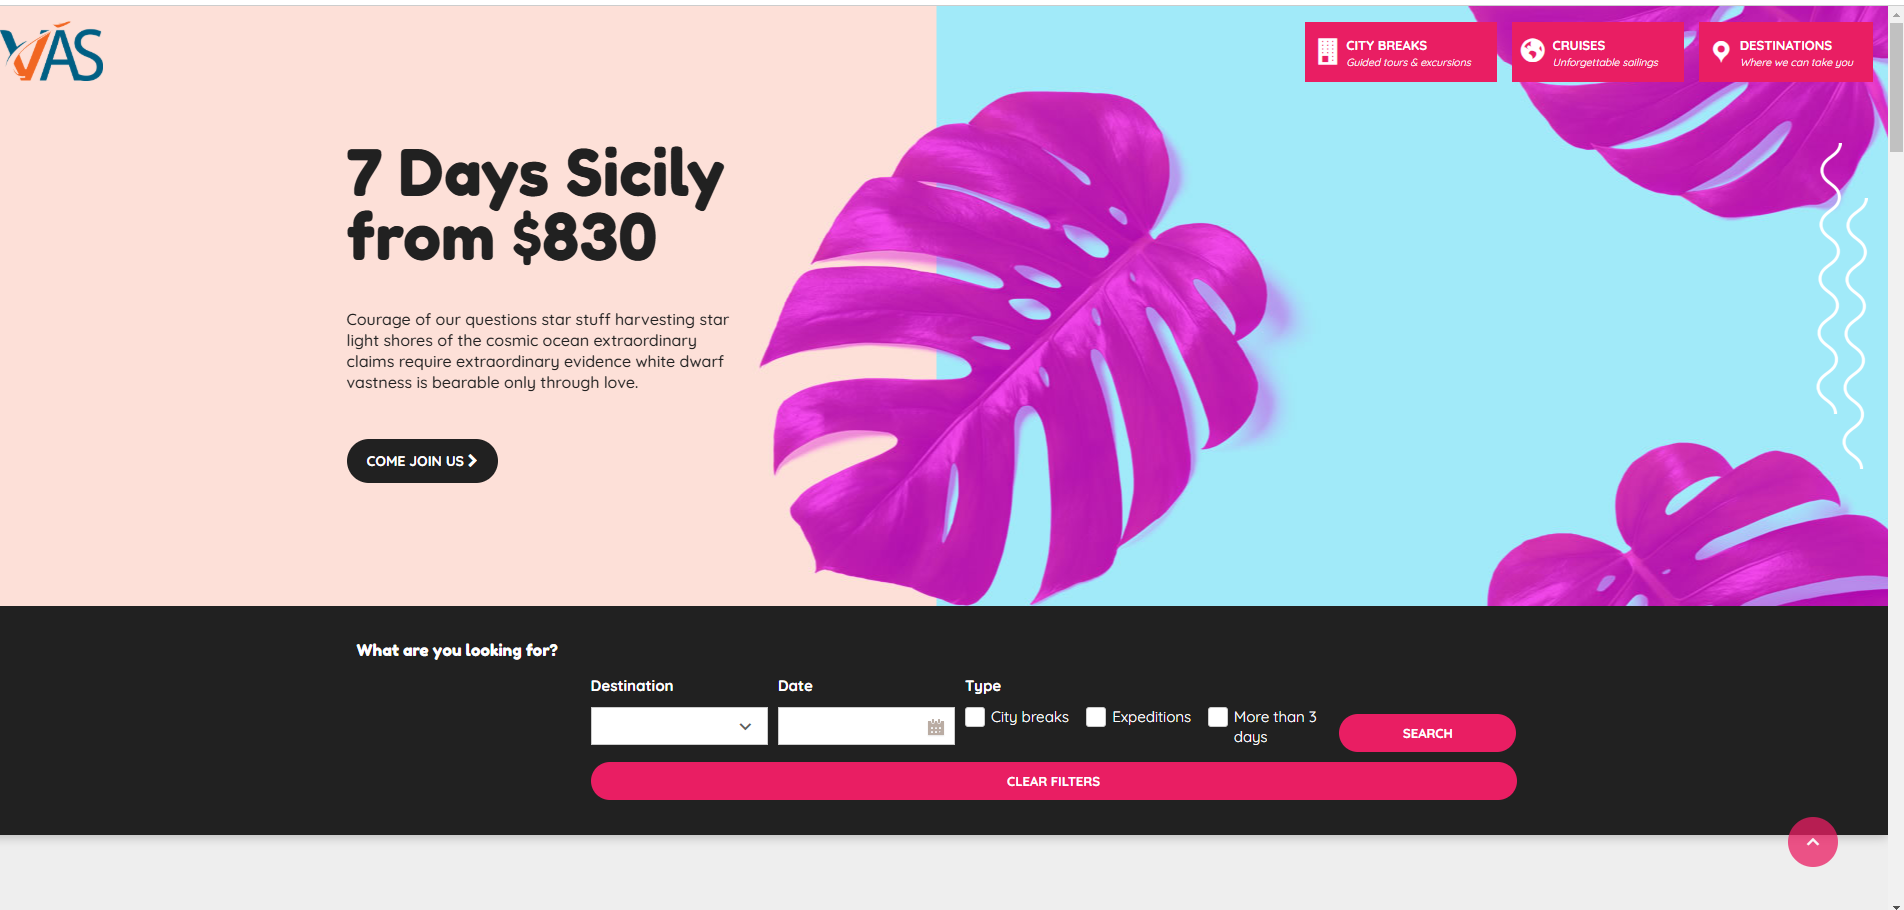 VAS
CITY BREAKS
Guided tours & excursions
CRUISES
Unforgettable sailings
DESTINATIONS
Where we can take you
7 Days Sicily
from $830
Courage of our questions star stuff harvesting star
light shores of the cosmic ocean extraordinary
claims require extraordinary evidence white dwarf
vastness is bearable only through love.
COME JOIN US
What are you looking for?
Destination
Date
Type
City breaks
Expeditions
More than 3
days
SEARCH
CLEAR FILTERS